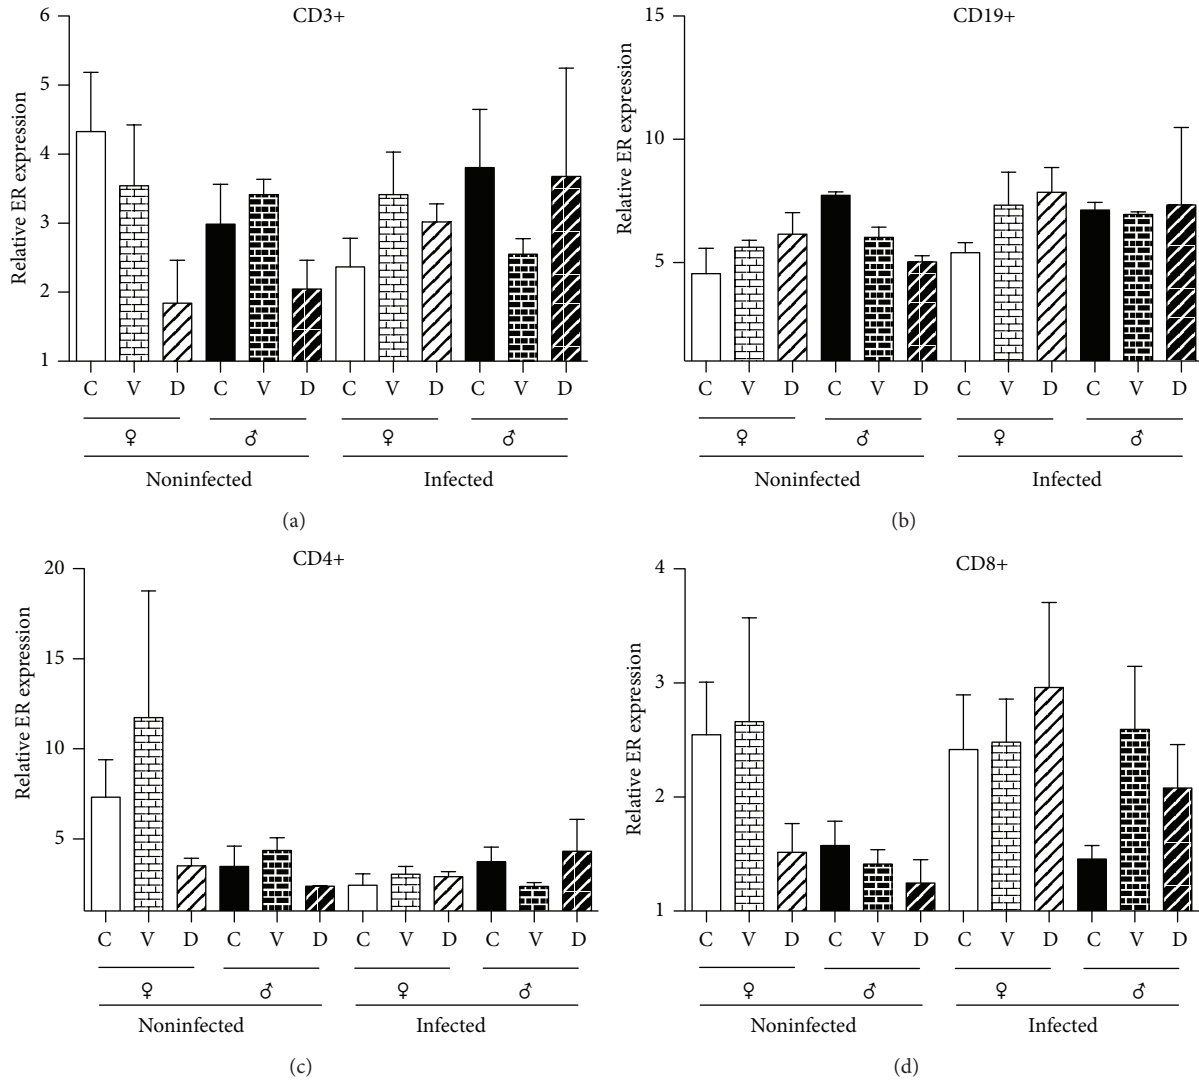 CD3+
Relative ER expression
6
5
4
3
2
1
C V D C V D C V D C V D
♀ ♂ ♀ ♂
Noninfected Infected
(a)
CD19+
Relative ER expression
15
10
5
C V D C V D C V D C V D
♀ ♂ ♀ ♂
Noninfected Infected
(b)
CD4+
Relative ER expression
20
15
10
5
C V D C V D C V D C V D
♀ ♂ ♀ ♂
Noninfected Infected
(c)
CD8+
Relative ER expression
4
3
2
1
C V D C V D C V D C V D
♀ ♂ ♀ ♂
Noninfected Infected
(d)